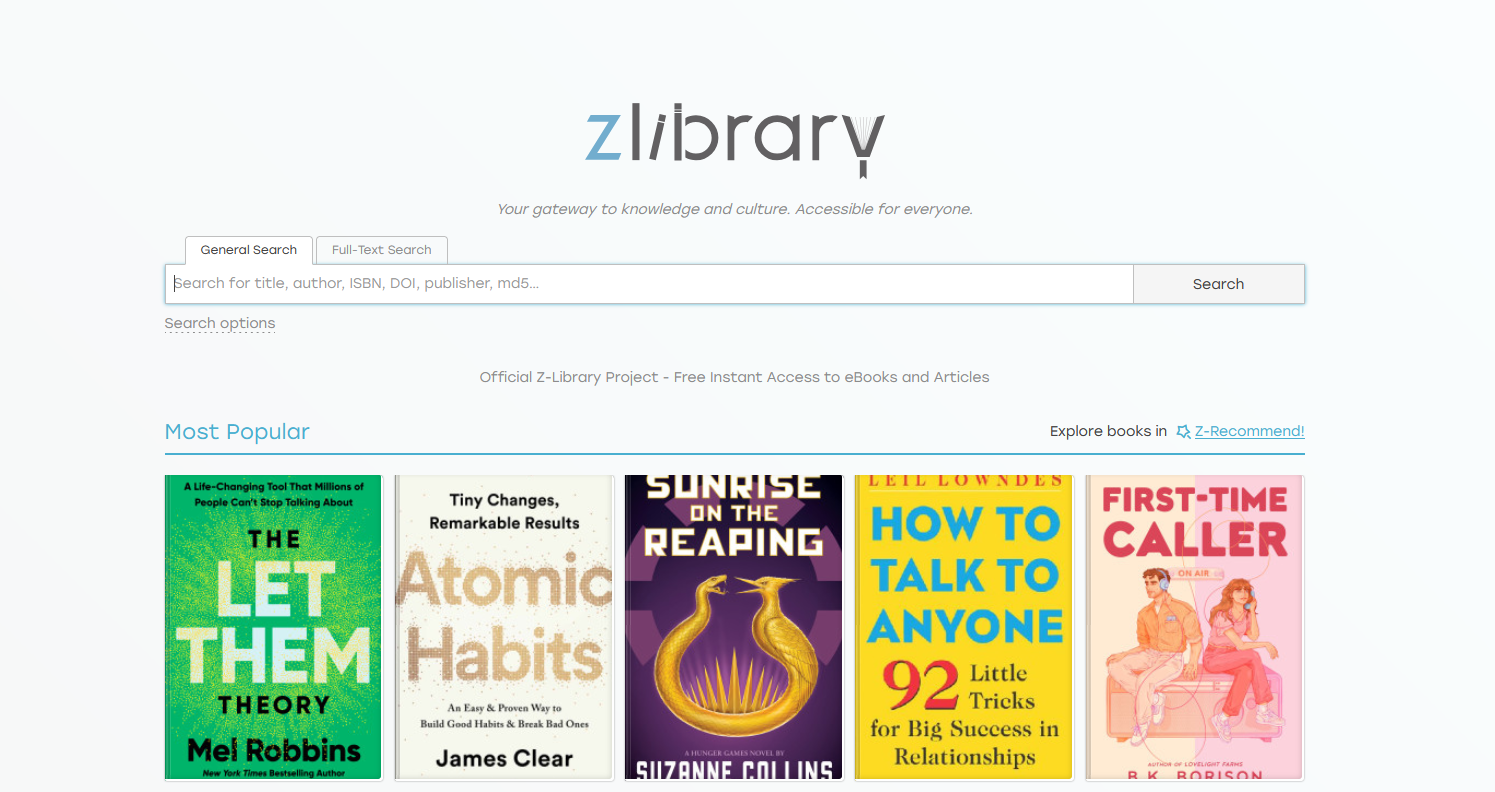 zlibrary
Your gateway to knowledge and culture. Accessible for everyone.
General Search
Full-Text Search
Search for title, author, ISBN, DOI, publisher, md5...
Search
Search options
Official Z-Library Project - Free Instant Access to eBooks and Articles
Most Popular
Explore books in Z-Recommend!
A Life-Changing Tool That Millions of
People Can't Stop Talking About
THE
LET
THEM
THEORY
Mel Robbins
New York Times Bestselling Author
Tiny Changes,
Remarkable Results
Atomic
Habits
An Easy & Proven Way to
Build Good Habits & Break Bad Ones
James Clear
SUNRISE
ON THE
REAPING
A HUNGER GAMES NOVEL BY
SUZANNE COLLINS
LEIL LOWNDES
HOW TO
TALK TO
ANYONE
92 Little
Tricks
for Big Success in
Relationships
FIRST-TIME
CALLER
ON AIR
AUTHOR OF LOVELIGHT FARMS
B.K. BORISON